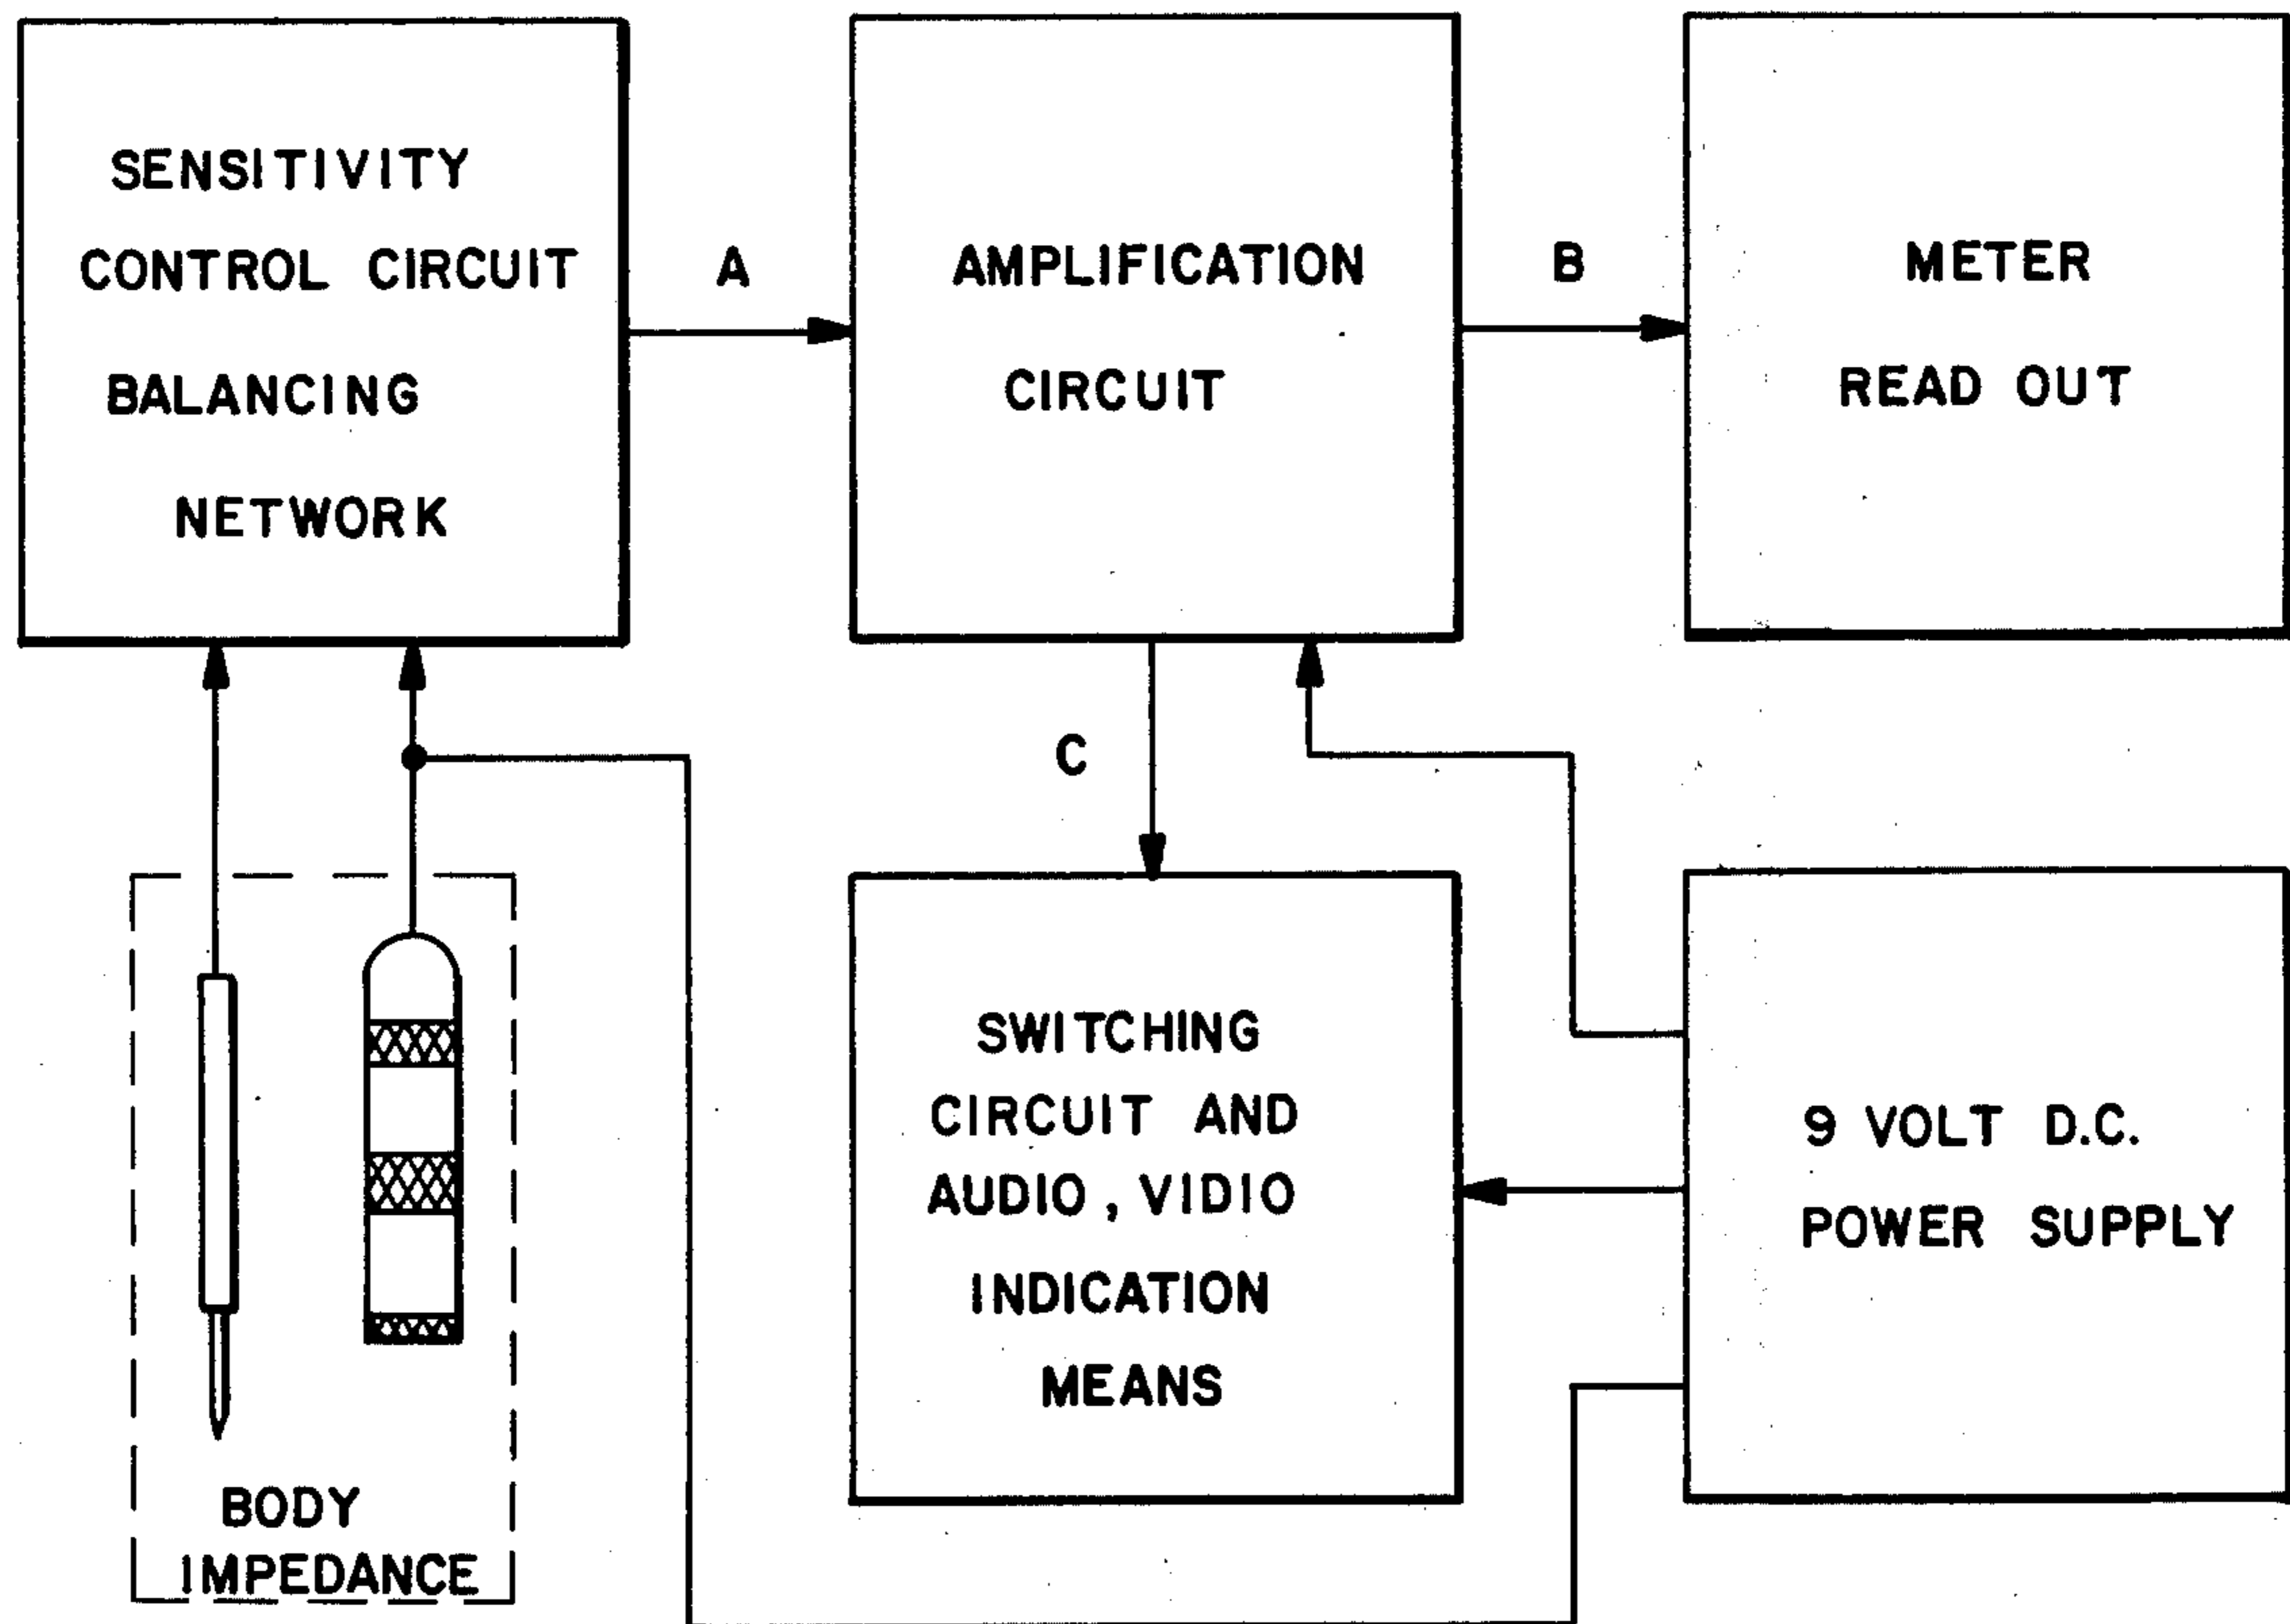 SENSITIVITY
CONTROL CIRCUIT
BALANCING
NETWORK
A
AMPLIFICATION
CIRCUIT
B
METER
READ OUT
C
BODY
IMPEDANCE
SWITCHING
CIRCUIT AND
AUDIO, VIDIO
INDICATION
MEANS
9 VOLT D.C.
POWER SUPPLY